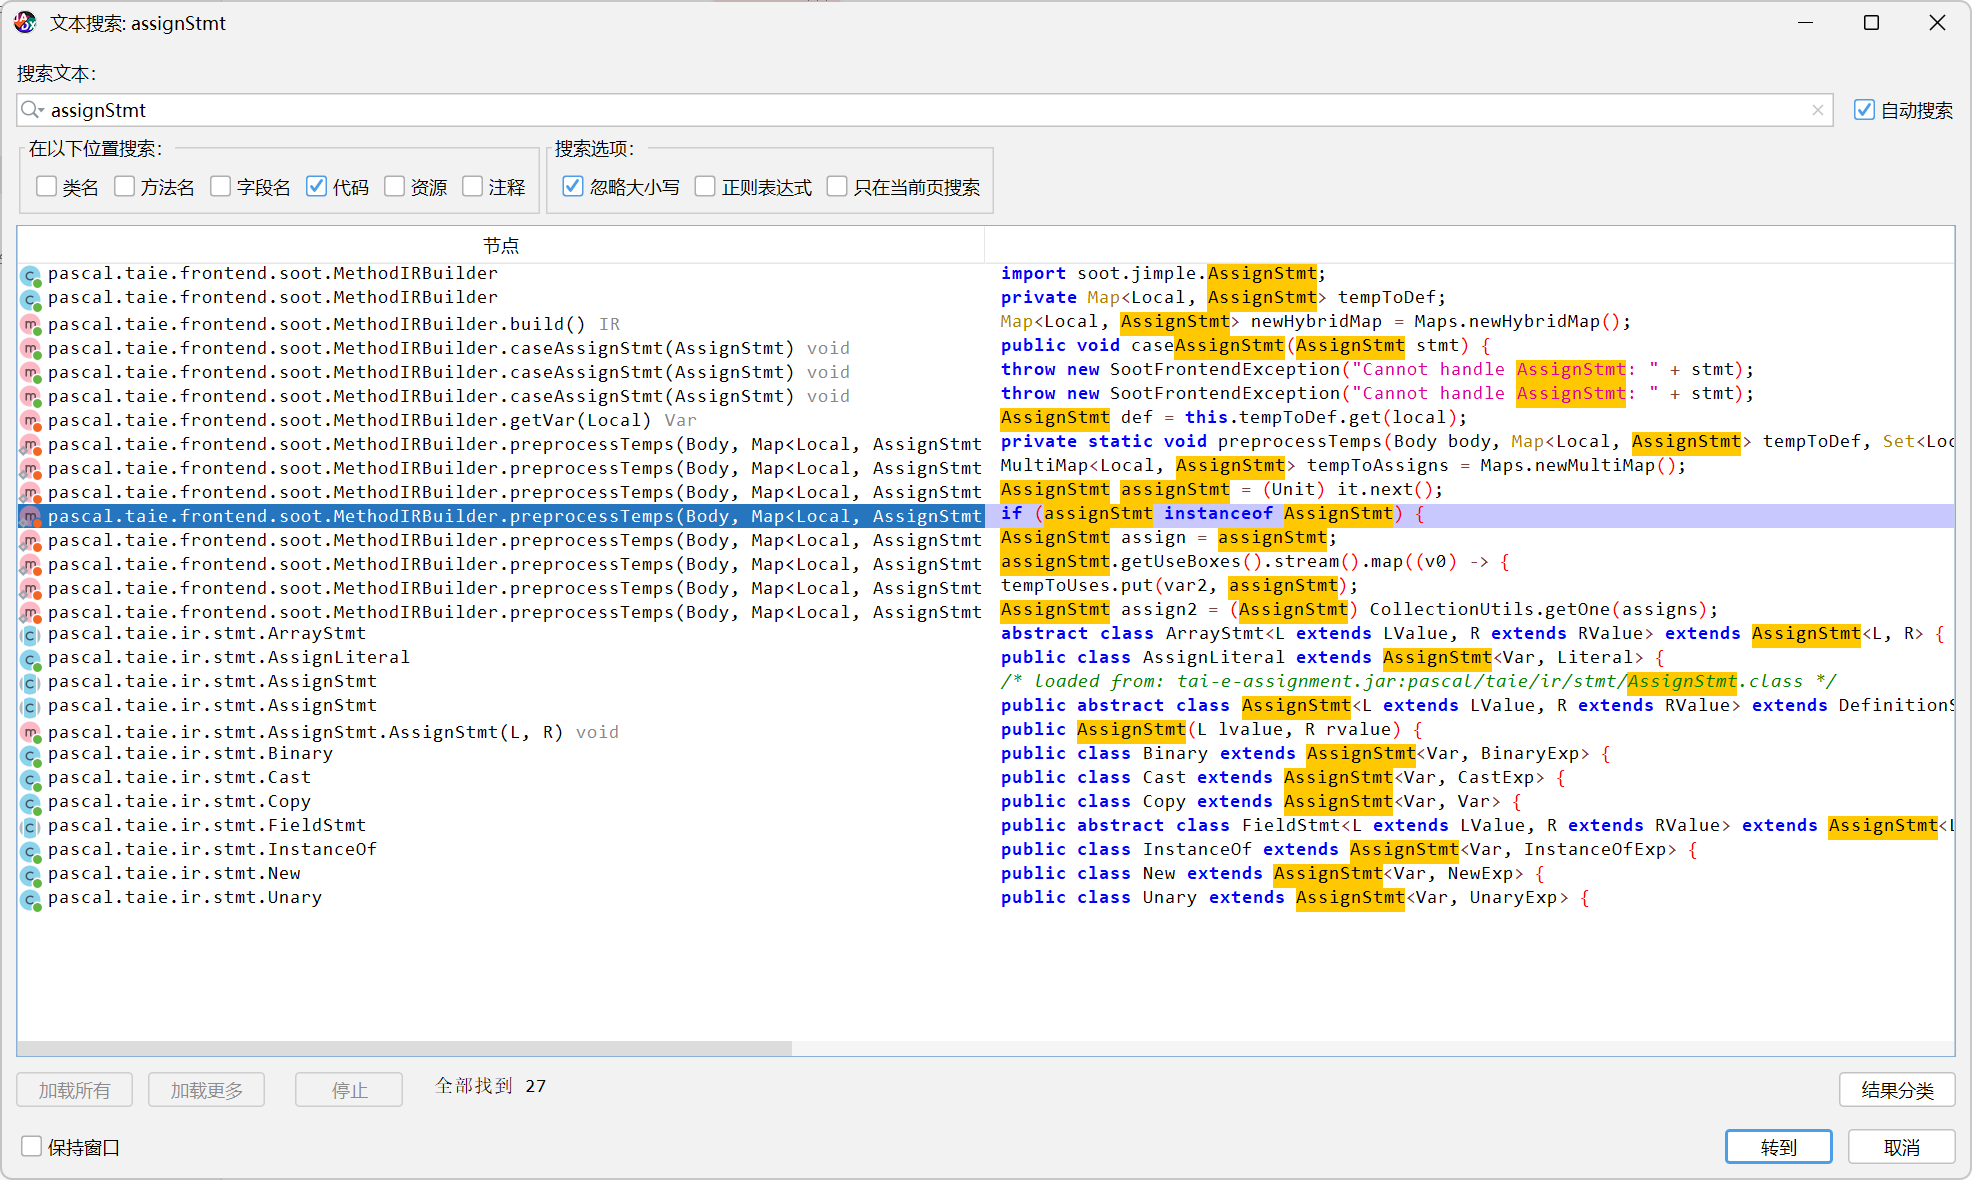 文本搜索: assignStmt
搜索文本:
assignStmt
自动搜索
在以下位置搜索:
搜索选项:
类名 方法名 字段名 代码 资源 注释
忽略大小写 正则表达式 只在当前页搜索
节点
pascal.taie.frontend.soot.MethodIRBuilder import soot.jimple.AssignStmt;
pascal.taie.frontend.soot.MethodIRBuilder private Map<Local, AssignStmt> tempToDef;
pascal.taie.frontend.soot.MethodIRBuilder.build() IR Map<Local, AssignStmt> newHybridMap = Maps.newHybridMap();
pascal.taie.frontend.soot.MethodIRBuilder.caseAssignStmt(AssignStmt) void public void caseAssignStmt(AssignStmt stmt) {
pascal.taie.frontend.soot.MethodIRBuilder.caseAssignStmt(AssignStmt) void throw new SootFrontendException("Cannot handle AssignStmt: " + stmt);
pascal.taie.frontend.soot.MethodIRBuilder.caseAssignStmt(AssignStmt) void throw new SootFrontendException("Cannot handle AssignStmt: " + stmt);
pascal.taie.frontend.soot.MethodIRBuilder.getVar(Local) Var AssignStmt def = this.tempToDef.get(local);
pascal.taie.frontend.soot.MethodIRBuilder.preprocessTemps(Body, Map<Local, AssignStmt private static void preprocessTemps(Body body, Map<Local, AssignStmt> tempToDef, Set<Loc
pascal.taie.frontend.soot.MethodIRBuilder.preprocessTemps(Body, Map<Local, AssignStmt MultiMap<Local, AssignStmt> tempToAssigns = Maps.newMultiMap();
pascal.taie.frontend.soot.MethodIRBuilder.preprocessTemps(Body, Map<Local, AssignStmt AssignStmt assignStmt = (Unit) it.next();
pascal.taie.frontend.soot.MethodIRBuilder.preprocessTemps(Body, Map<Local, AssignStmt if (assignStmt instanceof AssignStmt) {
pascal.taie.frontend.soot.MethodIRBuilder.preprocessTemps(Body, Map<Local, AssignStmt AssignStmt assign = assignStmt;
pascal.taie.frontend.soot.MethodIRBuilder.preprocessTemps(Body, Map<Local, AssignStmt assignStmt.getUseBoxes().stream().map((v0) -> {
pascal.taie.frontend.soot.MethodIRBuilder.preprocessTemps(Body, Map<Local, AssignStmt tempToUses.put(var2, assignStmt);
pascal.taie.frontend.soot.MethodIRBuilder.preprocessTemps(Body, Map<Local, AssignStmt AssignStmt assign2 = (AssignStmt) CollectionUtils.getOne(assigns);
pascal.taie.ir.stmt.ArrayStmt abstract class ArrayStmt<L extends LValue, R extends RValue> extends AssignStmt<L, R> {
pascal.taie.ir.stmt.AssignLiteral public class AssignLiteral extends AssignStmt<Var, Literal> {
pascal.taie.ir.stmt.AssignStmt /* loaded from: tai-e-assignment.jar:pascal/taie/ir/stmt/AssignStmt.class */
pascal.taie.ir.stmt.AssignStmt public abstract class AssignStmt<L extends LValue, R extends RValue> extends DefinitionS
pascal.taie.ir.stmt.AssignStmt.AssignStmt(L, R) void public AssignStmt(L lvalue, R rvalue) {
pascal.taie.ir.stmt.Binary public class Binary extends AssignStmt<Var, BinaryExp> {
pascal.taie.ir.stmt.Cast public class Cast extends AssignStmt<Var, CastExp> {
pascal.taie.ir.stmt.Copy public class Copy extends AssignStmt<Var, Var> {
pascal.taie.ir.stmt.FieldStmt public abstract class FieldStmt<L extends LValue, R extends RValue> extends AssignStmt<L
pascal.taie.ir.stmt.InstanceOf public class InstanceOf extends AssignStmt<Var, InstanceOfExp> {
pascal.taie.ir.stmt.New public class New extends AssignStmt<Var, NewExp> {
pascal.taie.ir.stmt.Unary public class Unary extends AssignStmt<Var, UnaryExp> {
加载所有 加载更多 停止 全部找到 27 结果分类
保持窗口 转到 取消